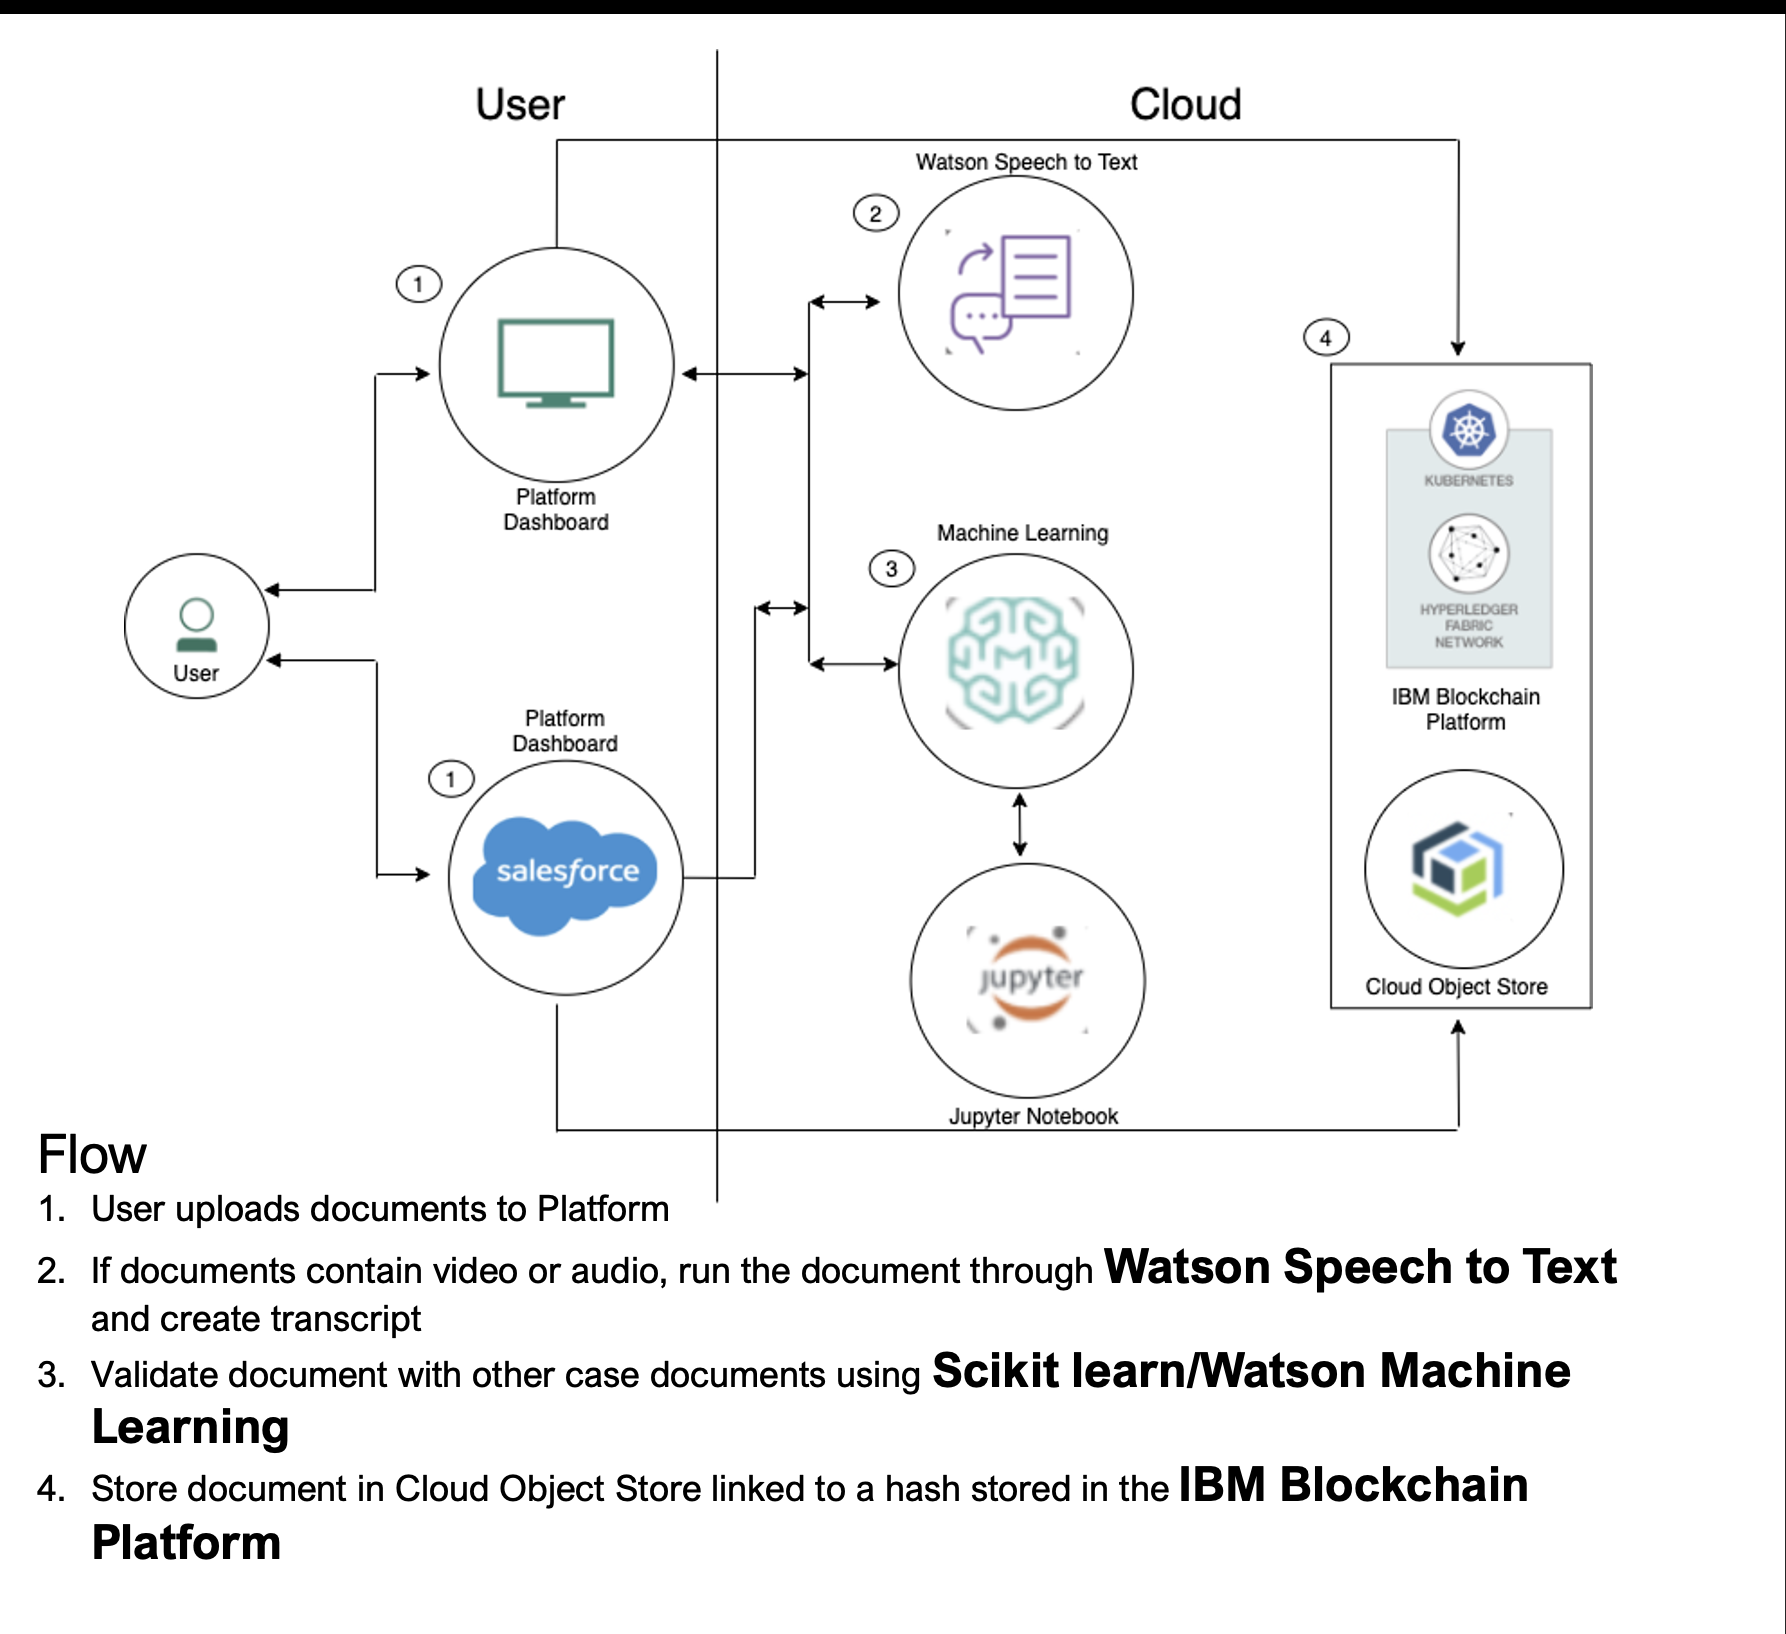 User
Cloud
Watson Speech to Text
2
1
4
KUBERNETES
Platform
Dashboard
Machine Learning
3
HYPERLEDGER
FABRIC
NETWORK
User
IBM Blockchain
Platform
Platform
Dashboard
1
salesforce
jupyter
Cloud Object Store
Jupyter Notebook
Flow
1. User uploads documents to Platform
2. If documents contain video or audio, run the document through Watson Speech to Text
and create transcript
3. Validate document with other case documents using Scikit learn/Watson Machine
Learning
4. Store document in Cloud Object Store linked to a hash stored in the IBM Blockchain
Platform